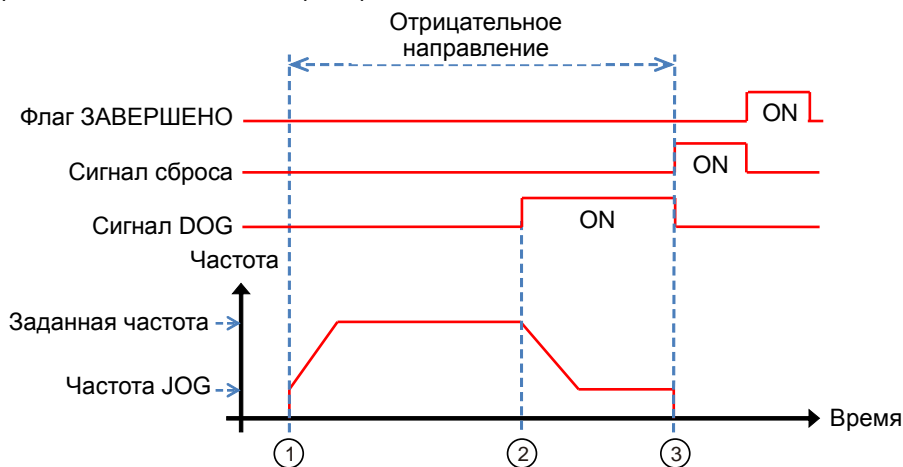 Отрицательное
направление
Флаг ЗАВЕРШЕНО
ON
Сигнал сброса
ON
Сигнал DOG
ON
Частота
Заданная частота
Частота JOG
Время
1
2
3